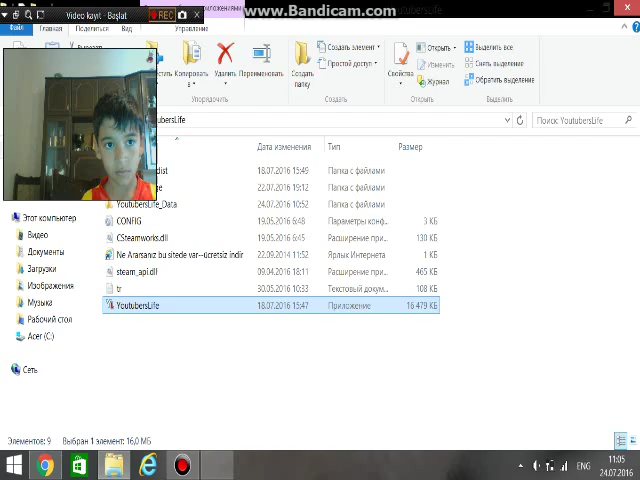 www.Bandicam.com
Video kayıt - Başlat
REC
YoutubersLife
Файл
Главная
Поделиться
Вид
Управление
Копировать в
Удалить
Переименовать
Создать папку
Создать элемент
Простой доступ
Свойства
Открыть
Изменить
Журнал
Выделить все
Снять выделение
Обратить выделение
Упорядочить
Создать
Открыть
Выделить
Поиск: YoutubersLife
Дата изменения
Тип
Размер
18.07.2016 15:49 Папка с файлами
22.07.2016 19:12 Папка с файлами
YoutubersLife_Data 24.07.2016 10:52 Папка с файлами
CONFIG 19.05.2016 6:48 Параметры конф... 3 КБ
CSteamworks.dll 19.05.2016 6:45 Расширение при... 130 КБ
Ne Ararsanız bu sitede var--ücretsiz indir 22.09.2014 11:52 Ярлык Интернета 1 КБ
steam_api.dll 09.04.2016 18:11 Расширение при... 465 КБ
tr 30.05.2016 10:33 Текстовый докум... 108 КБ
YoutubersLife 18.07.2016 15:47 Приложение 16 479 КБ
Этот компьютер
Видео
Документы
Загрузки
Изображения
Музыка
Рабочий стол
Acer (C:)
Сеть
Элементов: 9 Выбран 1 элемент: 16,0 МБ
ENG
11:05
24.07.2016